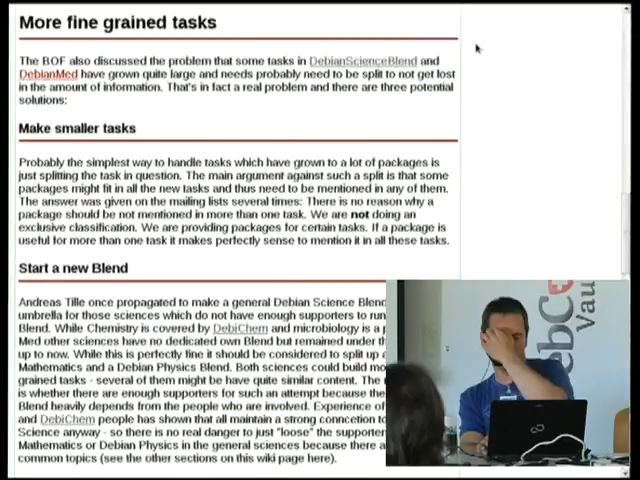 More fine grained tasks
The BOF also discussed the problem that some tasks in DebianScienceBlend and
DebianMed have grown quite large and needs probably need to be split to not get lost
in the amount of information. That's in fact a real problem and there are three potential
solutions:
Make smaller tasks
Probably the simplest way to handle tasks which have grown to a lot of packages is
just splitting the task in question. The main argument against such a split is that some
packages might fit in all the new tasks and thus need to be mentioned in any of them.
The answer was given on the mailing lists several times: There is no reason why a
package should be not mentioned in more than one task. We are not doing an
exclusive classification. We are providing packages for certain tasks. If a package is
useful for more than one task it makes perfectly sense to mention it in all these tasks.
Start a new Blend
Andreas Tille once propagated to make a general Debian Science Blend
umbrella for those sciences which do not have enough supporters to run
Blend. While Chemistry is covered by DebiChem and microbiology is a p
Med other sciences have no dedicated own Blend but remained under th
up to now. While this is perfectly fine it should be considered to split up a
Mathematics and a Debian Physics Blend. Both sciences could build mo
grained tasks - several of them might be have quite similar content. The
is whether there are enough supporters for such an attempt because the
Blend heavily depends from the people who are involved. Experience of
and DebiChem people has shown that all maintain a strong conncetion to
Science anyway - so there is no real danger to just "loose" the supporter
Mathematics or Debian Physics in the general sciences because there a
common topics (see the other sections on this wiki page here).
ebC
Vau